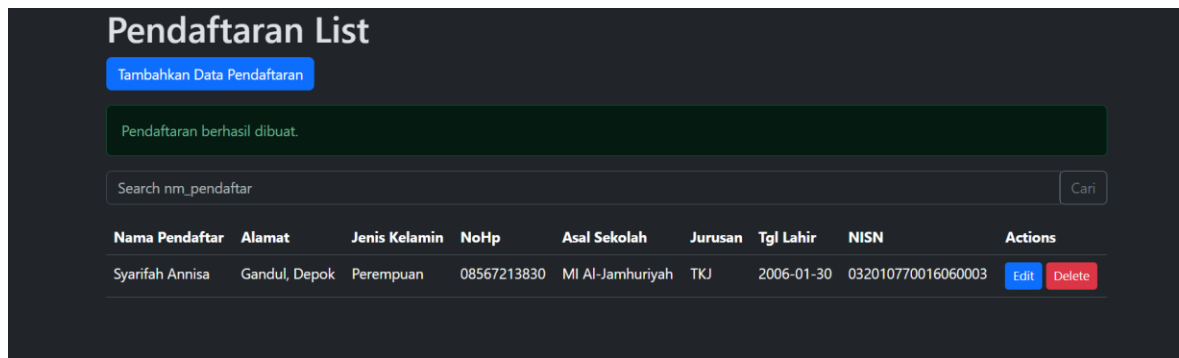 Pendaftaran List
Tambahkan Data Pendaftaran
Pendaftaran berhasil dibuat.
Search nm_pendaftar Cari
Nama Pendaftar Alamat Jenis Kelamin NoHp Asal Sekolah Jurusan Tgl Lahir NISN Actions
Syarifah Annisa Gandul, Depok Perempuan 08567213830 MI Al-Jamhuriyah TKJ 2006-01-30 032010770016060003 Edit Delete